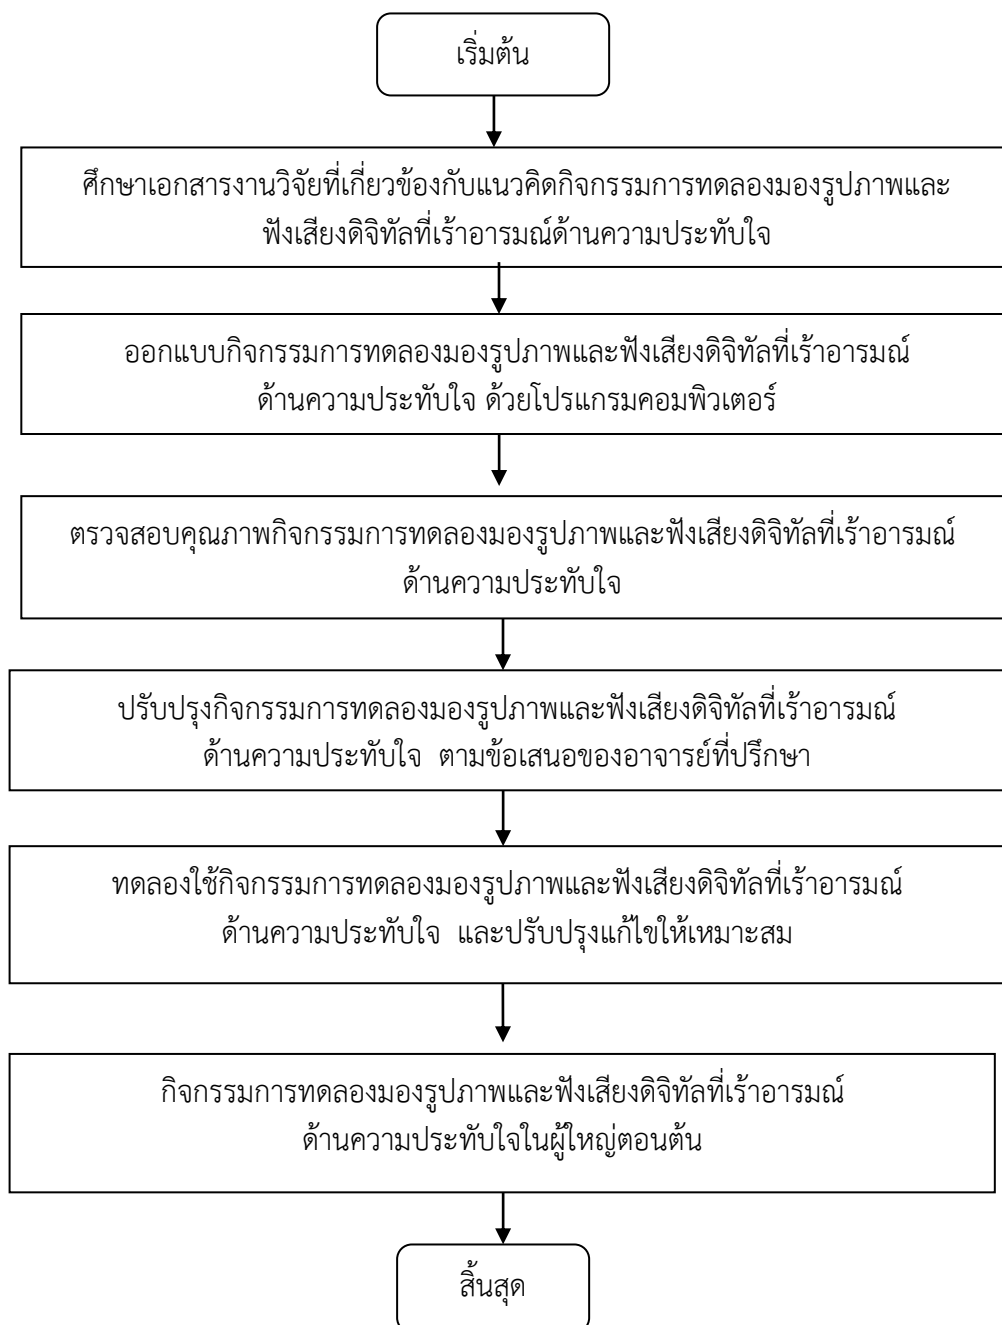 เริ่มต้น
ศึกษาเอกสารงานวิจัยที่เกี่ยวข้องกับแนวคิดกิจกรรมการทดลองมองรูปภาพและ
ฟังเสียงดิจิทัลที่เร้าอารมณ์ด้านความประทับใจ
ออกแบบกิจกรรมการทดลองมองรูปภาพและฟังเสียงดิจิทัลที่เร้าอารมณ์
ด้านความประทับใจ ด้วยโปรแกรมคอมพิวเตอร์
ตรวจสอบคุณภาพกิจกรรมการทดลองมองรูปภาพและฟังเสียงดิจิทัลที่เร้าอารมณ์
ด้านความประทับใจ
ปรับปรุงกิจกรรมการทดลองมองรูปภาพและฟังเสียงดิจิทัลที่เร้าอารมณ์
ด้านความประทับใจ ตามข้อเสนอของอาจารย์ที่ปรึกษา
ทดลองใช้กิจกรรมการทดลองมองรูปภาพและฟังเสียงดิจิทัลที่เร้าอารมณ์
ด้านความประทับใจ และปรับปรุงแก้ไขให้เหมาะสม
กิจกรรมการทดลองมองรูปภาพและฟังเสียงดิจิทัลที่เร้าอารมณ์
ด้านความประทับใจในผู้ใหญ่ตอนต้น
สิ้นสุด